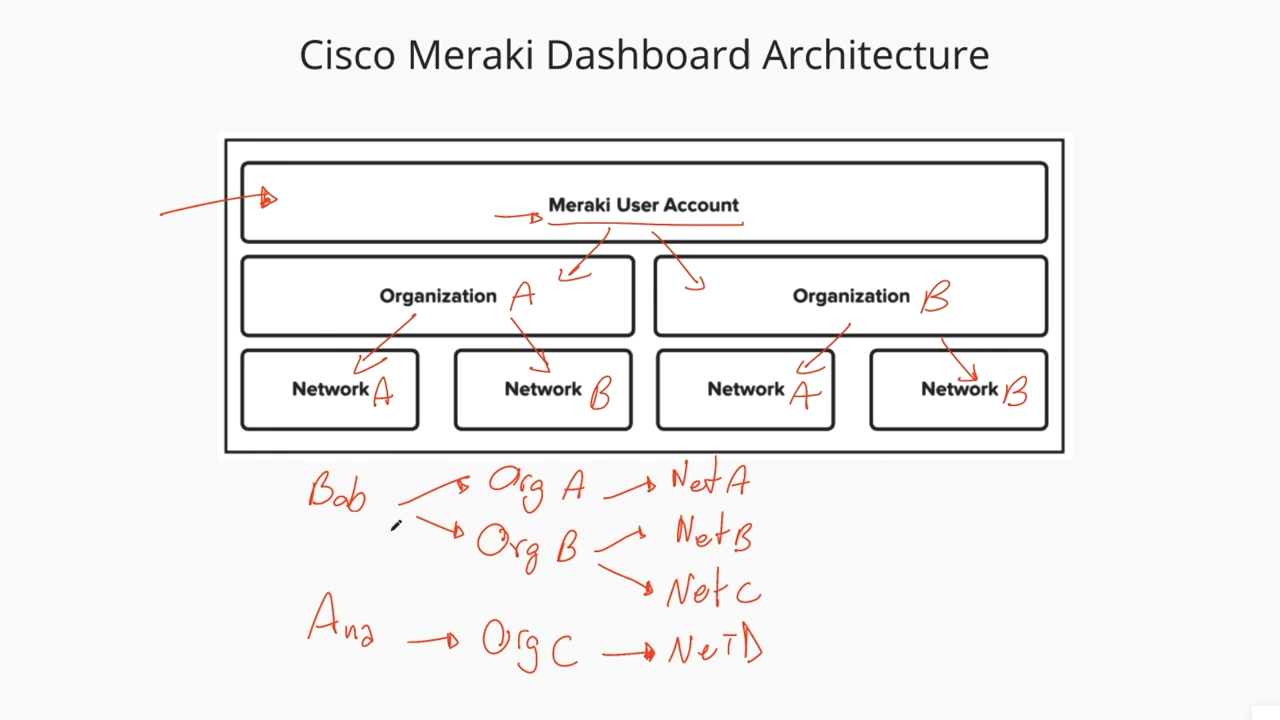 Cisco Meraki Dashboard Architecture
Meraki User Account
Organization A
Organization B
Network A
Network B
Network A
Network B
Bob
Org A
Net A
Org B
Net B
Net C
Ana
Org C
NeT D